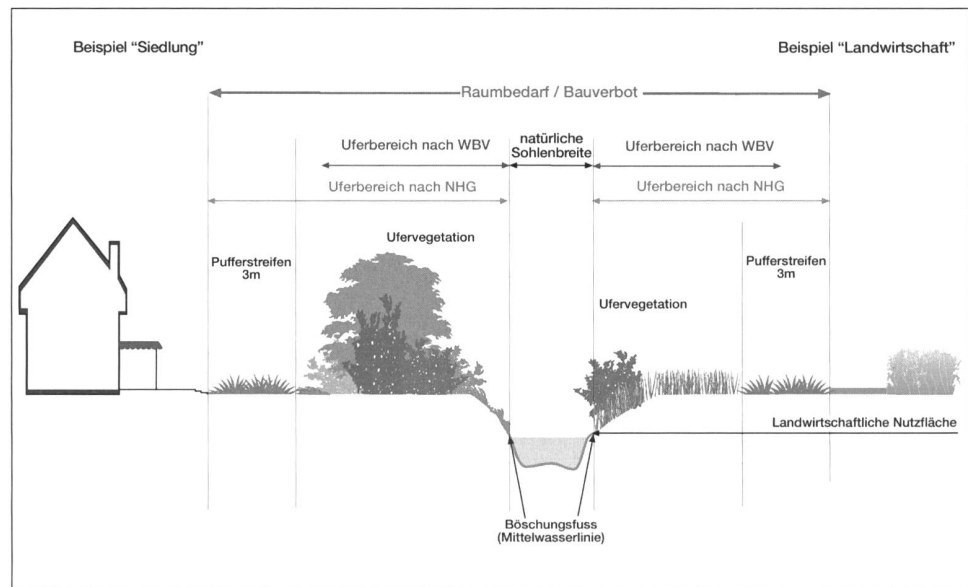 Beispiel “Siedlung”
Beispiel “Landwirtschaft”
Raumbedarf / Bauverbot
Uferbereich nach WBV
natürliche
Sohlenbreite
Uferbereich nach WBV
Uferbereich nach NHG
Uferbereich nach NHG
Ufervegetation
Pufferstreifen
3m
Pufferstreifen
3m
Ufervegetation
Landwirtschaftliche Nutzfläche
Böschungsfuss
(Mittelwasserlinie)